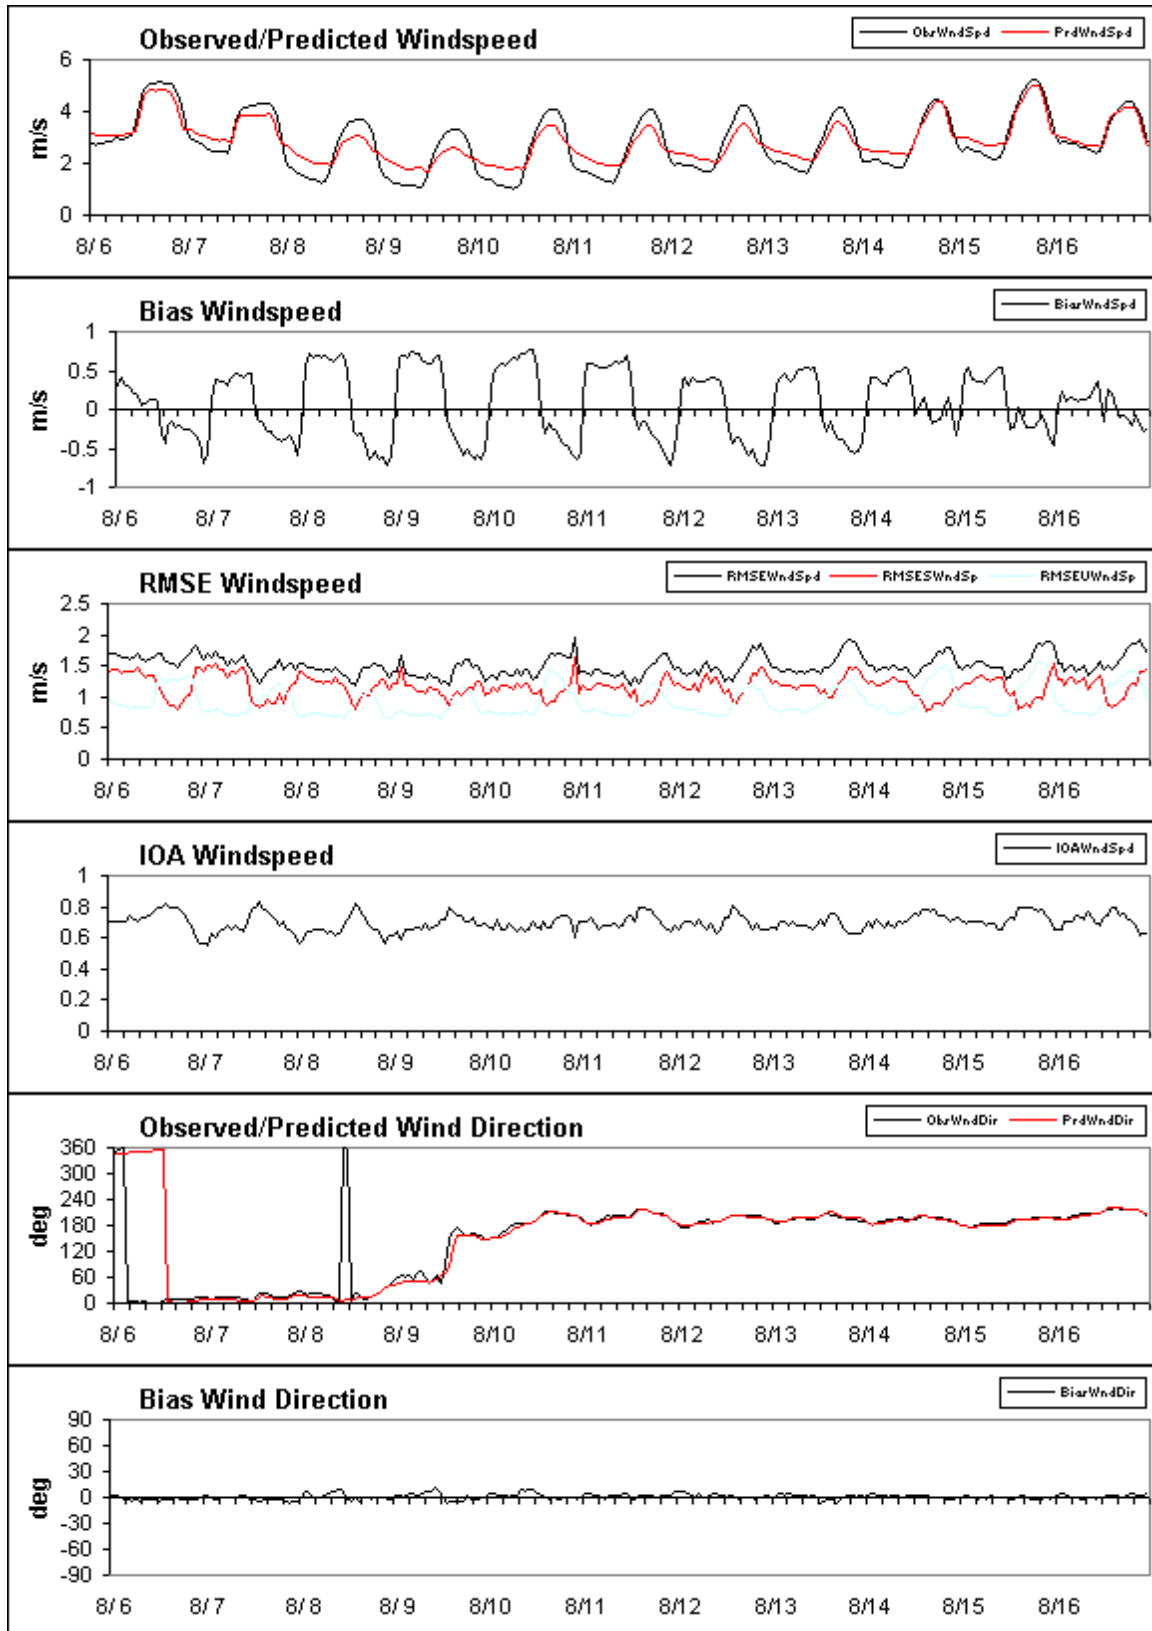 Observed/Predicted Windspeed
ObsWndSpd PrdWndSpd
6
4
2
0
m/s
8/ 6 8/ 7 8/ 8 8/ 9 8/10 8/11 8/12 8/13 8/14 8/15 8/16
Bias Windspeed
BiasWndSpd
1
0.5
0
-0.5
-1
m/s
8/ 6 8/ 7 8/ 8 8/ 9 8/10 8/11 8/12 8/13 8/14 8/15 8/16
RMSE Windspeed
RMSEWndSpd RMSESWndSp RMSEUWndSp
2.5
2
1.5
1
0.5
0
m/s
8/ 6 8/ 7 8/ 8 8/ 9 8/10 8/11 8/12 8/13 8/14 8/15 8/16
IOA Windspeed
IOAWndSpd
1
0.8
0.6
0.4
0.2
0
8/ 6 8/ 7 8/ 8 8/ 9 8/10 8/11 8/12 8/13 8/14 8/15 8/16
Observed/Predicted Wind Direction
ObsWndDir PrdWndDir
360
300
240
180
120
60
0
deg
8/ 6 8/ 7 8/ 8 8/ 9 8/10 8/11 8/12 8/13 8/14 8/15 8/16
Bias Wind Direction
BiasWndDir
90
60
30
0
-30
-60
-90
deg
8/ 6 8/ 7 8/ 8 8/ 9 8/10 8/11 8/12 8/13 8/14 8/15 8/16